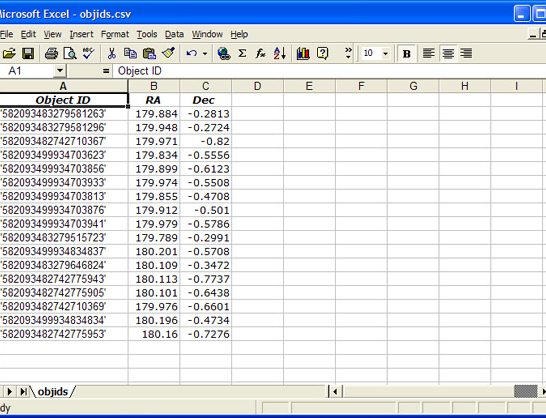 Microsoft Excel - objids.csv
File Edit View Insert Format Tools Data Window Help
10 B
A1 = Object ID
A B C D E F G H I
Object ID RA Dec
'582093483279581263' 179.884 -0.2813
'582093483279581296' 179.948 -0.2724
'582093482742710367' 179.971 -0.82
'582093499934703623' 179.834 -0.5556
'582093499934703856' 179.899 -0.6123
'582093499934703933' 179.974 -0.5508
'582093499934703813' 179.855 -0.4708
'582093499934703876' 179.912 -0.501
'582093499934703941' 179.979 -0.5786
'582093483279515723' 179.789 -0.2991
'582093499934834837' 180.201 -0.5708
'582093483279646824' 180.109 -0.3472
'582093482742775943' 180.113 -0.7737
'582093482742775905' 180.101 -0.6438
'582093482742710369' 179.976 -0.6601
'582093499934834834' 180.196 -0.4734
'582093482742775953' 180.16 -0.7276
objids
dy